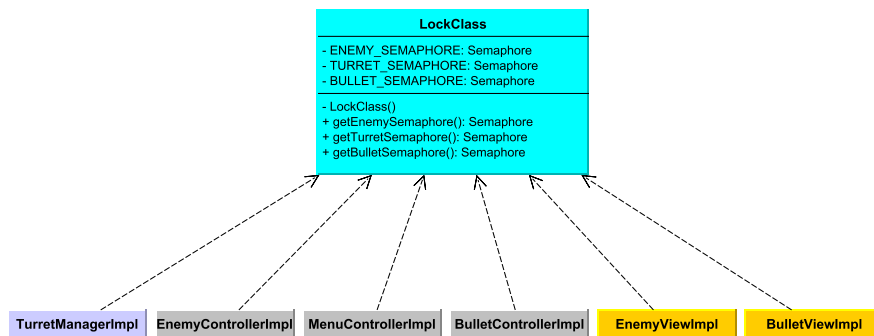 LockClass
- ENEMY_SEMAPHORE: Semaphore
- TURRET_SEMAPHORE: Semaphore
- BULLET_SEMAPHORE: Semaphore
- LockClass()
+ getEnemySemaphore(): Semaphore
+ getTurretSemaphore(): Semaphore
+ getBulletSemaphore(): Semaphore
TurretManagerImpl
EnemyControllerImpl
MenuControllerImpl
BulletControllerImpl
EnemyViewImpl
BulletViewImpl